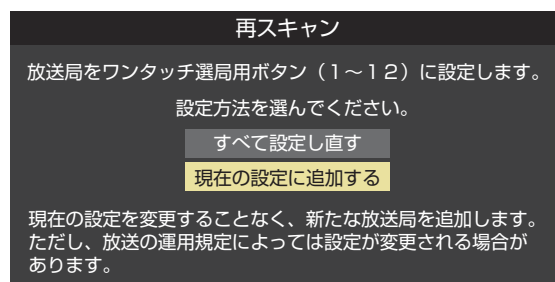 再スキャン
放送局をワンタッチ選局用ボタン（１～１２）に設定します。
設定方法を選んでください。
すべて設定し直す
現在の設定に追加する
現在の設定を変更することなく、新たな放送局を追加します。
ただし、放送の運用規定によっては設定が変更される場合が
あります。